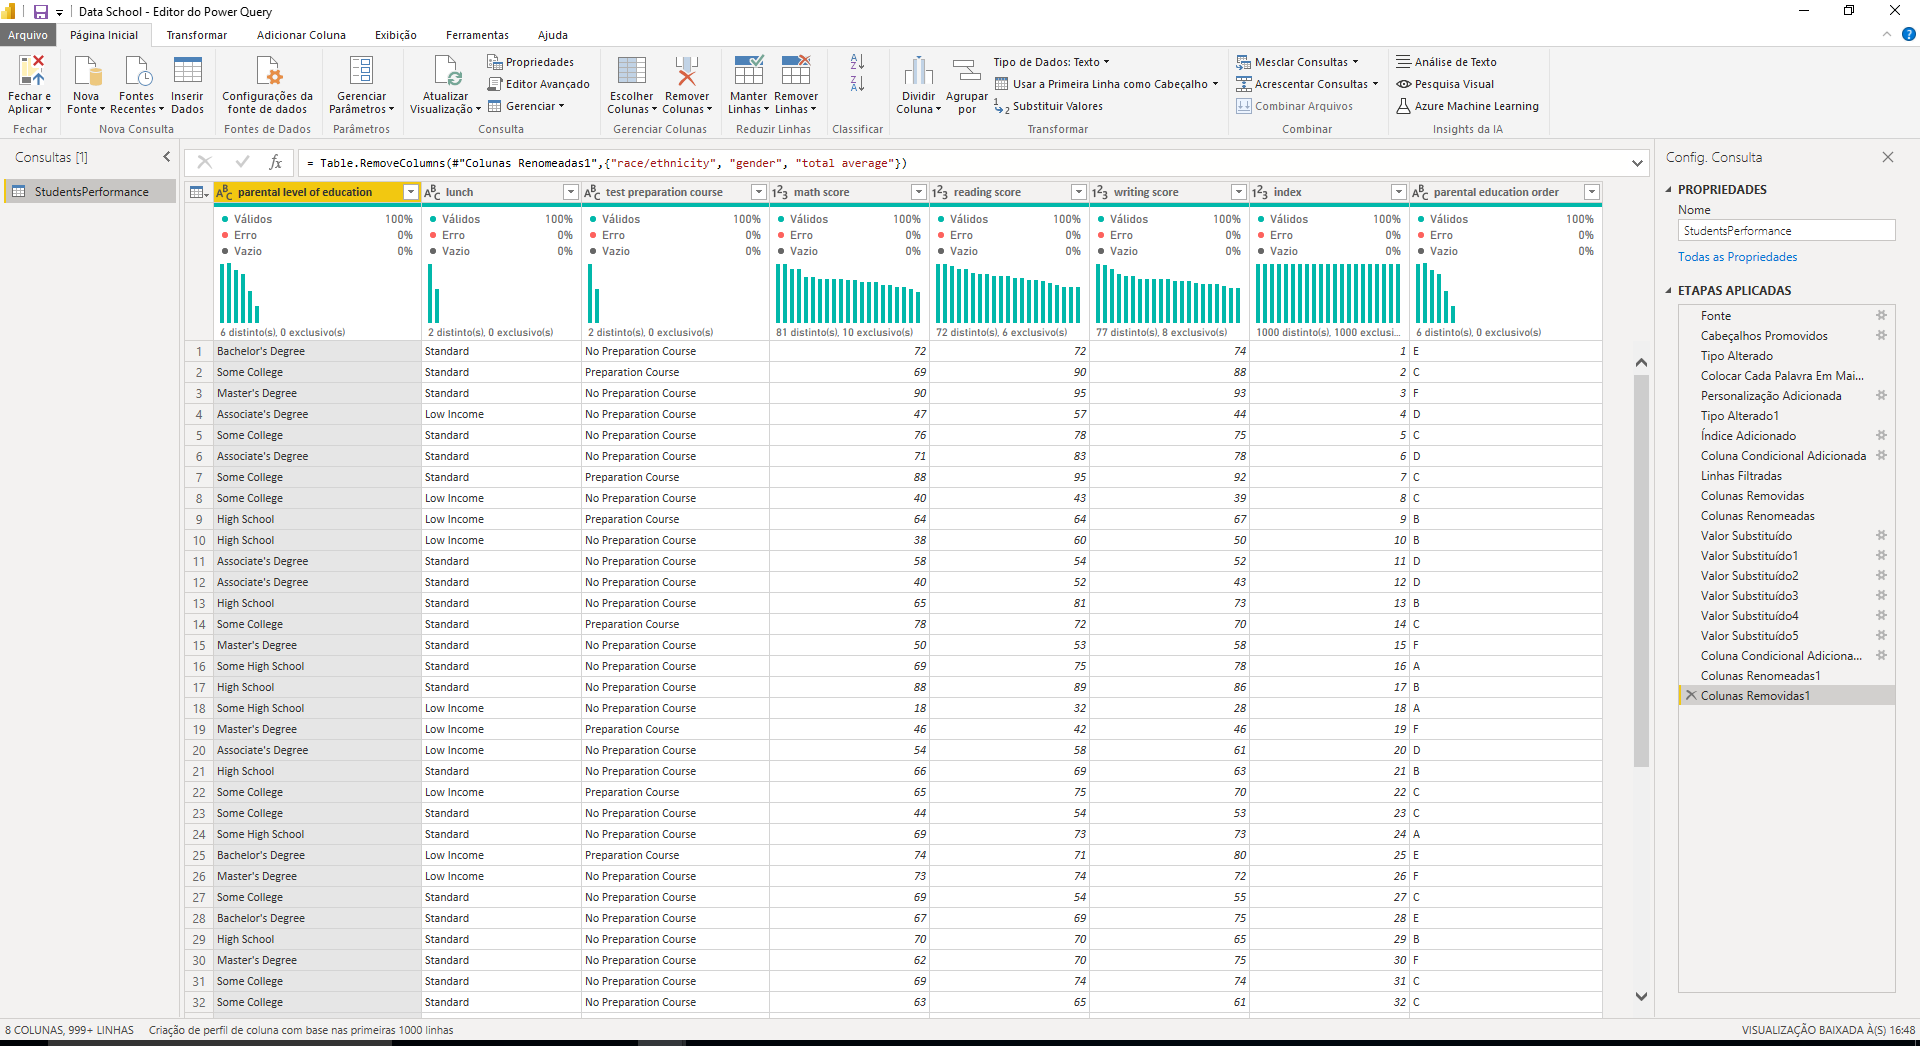 Data School - Editor do Power Query
Arquivo Página Inicial Transformar Adicionar Coluna Exibição Ferramentas Ajuda
Fechar e Aplicar
Fechar
Nova Fonte
Fontes Recentes
Inserir Dados
Nova Consulta
Configurações da fonte de dados
Fontes de Dados
Gerenciar Parâmetros
Parâmetros
Atualizar Visualização
Propriedades
Editor Avançado
Gerenciar
Consulta
Escolher Colunas
Remover Colunas
Gerenciar Colunas
Manter Linhas
Remover Linhas
Reduzir Linhas
Classificar
Dividir Coluna
Agrupar por
Tipo de Dados: Texto
Usar a Primeira Linha como Cabeçalho
Substituir Valores
Transformar
Mesclar Consultas
Acrescentar Consultas
Combinar Arquivos
Combinar
Análise de Texto
Pesquisa Visual
Azure Machine Learning
Insights da IA
Consultas [1]
StudentsPerformance
fx = Table.RemoveColumns(#"Colunas Renomeadas1",{"race/ethnicity", "gender", "total average"})
parental level of education lunch test preparation course math score reading score writing score index parental education order
Válidos 100% Válidos 100% Válidos 100% Válidos 100% Válidos 100% Válidos 100% Válidos 100% Válidos 100%
Erro 0% Erro 0% Erro 0% Erro 0% Erro 0% Erro 0% Erro 0% Erro 0%
Vazio 0% Vazio 0% Vazio 0% Vazio 0% Vazio 0% Vazio 0% Vazio 0% Vazio 0%
6 distinto(s), 0 exclusivo(s) 2 distinto(s), 0 exclusivo(s) 2 distinto(s), 0 exclusivo(s) 81 distinto(s), 10 exclusivo(s) 72 distinto(s), 6 exclusivo(s) 77 distinto(s), 8 exclusivo(s) 1000 distinto(s), 1000 exclusi... 6 distinto(s), 0 exclusivo(s)
1 Bachelor's Degree Standard No Preparation Course 72 72 74 1 E
2 Some College Standard Preparation Course 69 90 88 2 C
3 Master's Degree Standard No Preparation Course 90 95 93 3 F
4 Associate's Degree Low Income No Preparation Course 47 57 44 4 D
5 Some College Standard No Preparation Course 76 78 75 5 C
6 Associate's Degree Standard No Preparation Course 71 83 78 6 D
7 Some College Standard Preparation Course 88 95 92 7 C
8 Some College Low Income No Preparation Course 40 43 39 8 C
9 High School Low Income Preparation Course 64 64 67 9 B
10 High School Low Income No Preparation Course 38 60 50 10 B
11 Associate's Degree Standard No Preparation Course 58 54 52 11 D
12 Associate's Degree Standard No Preparation Course 40 52 43 12 D
13 High School Standard No Preparation Course 65 81 73 13 B
14 Some College Standard Preparation Course 78 72 70 14 C
15 Master's Degree Standard No Preparation Course 50 53 58 15 F
16 Some High School Standard No Preparation Course 69 75 78 16 A
17 High School Standard No Preparation Course 88 89 86 17 B
18 Some High School Low Income No Preparation Course 18 32 28 18 A
19 Master's Degree Low Income Preparation Course 46 42 46 19 F
20 Associate's Degree Low Income No Preparation Course 54 58 61 20 D
21 High School Standard No Preparation Course 66 69 63 21 B
22 Some College Low Income Preparation Course 65 75 70 22 C
23 Some College Standard No Preparation Course 44 54 53 23 C
24 Some High School Standard No Preparation Course 69 73 73 24 A
25 Bachelor's Degree Low Income Preparation Course 74 71 80 25 E
26 Master's Degree Low Income No Preparation Course 73 74 72 26 F
27 Some College Standard No Preparation Course 69 54 55 27 C
28 Bachelor's Degree Standard No Preparation Course 67 69 75 28 E
29 High School Standard No Preparation Course 70 70 65 29 B
30 Master's Degree Standard No Preparation Course 62 70 75 30 F
31 Some College Standard No Preparation Course 69 74 74 31 C
32 Some College Standard No Preparation Course 63 65 61 32 C
Config. Consulta
PROPRIEDADES
Nome
StudentsPerformance
Todas as Propriedades
ETAPAS APLICADAS
Fonte
Cabeçalhos Promovidos
Tipo Alterado
Colocar Cada Palavra Em Mai...
Personalização Adicionada
Tipo Alterado1
Índice Adicionado
Coluna Condicional Adicionada
Linhas Filtradas
Colunas Removidas
Colunas Renomeadas
Valor Substituído
Valor Substituído1
Valor Substituído2
Valor Substituído3
Valor Substituído4
Valor Substituído5
Coluna Condicional Adiciona...
Colunas Renomeadas1
Colunas Removidas1
8 COLUNAS, 999+ LINHAS Criação de perfil de coluna com base nas primeiras 1000 linhas VISUALIZAÇÃO BAIXADA À(S) 16:48